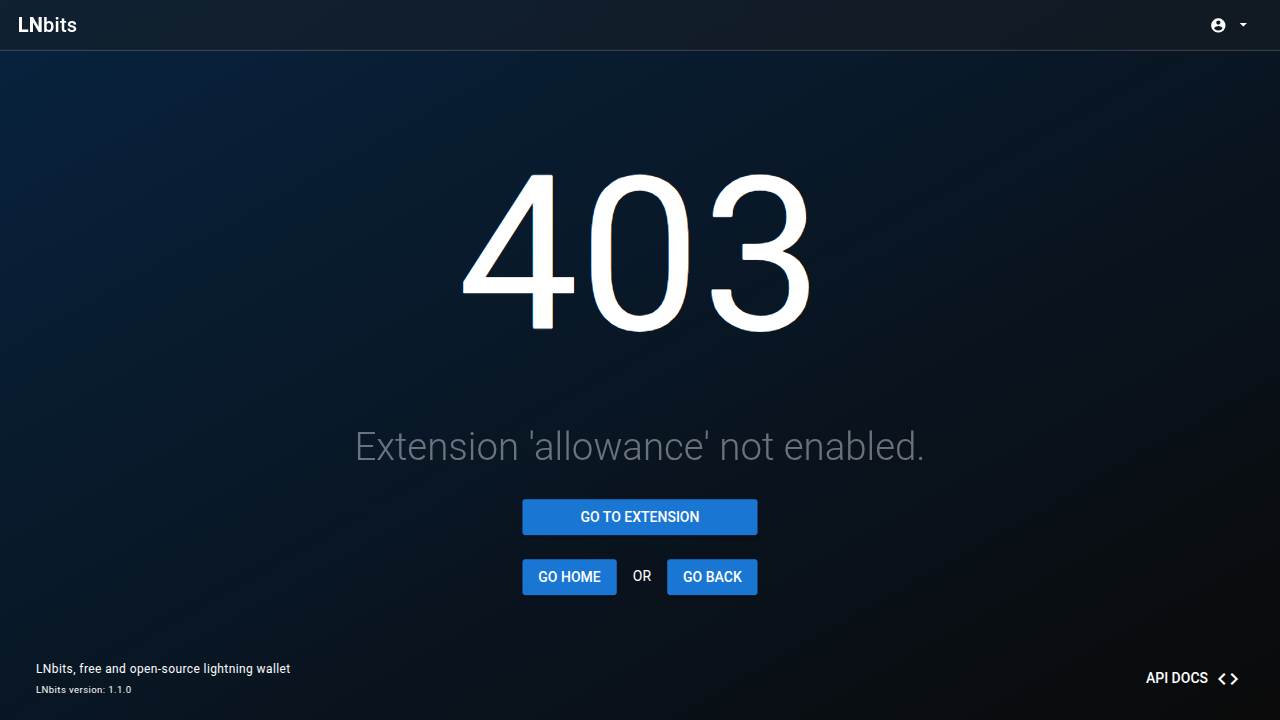 LNbits
403
Extension 'allowance' not enabled.
GO TO EXTENSION
GO HOME OR GO BACK
LNbits, free and open-source lightning wallet
LNbits version: 1.1.0
API DOCS